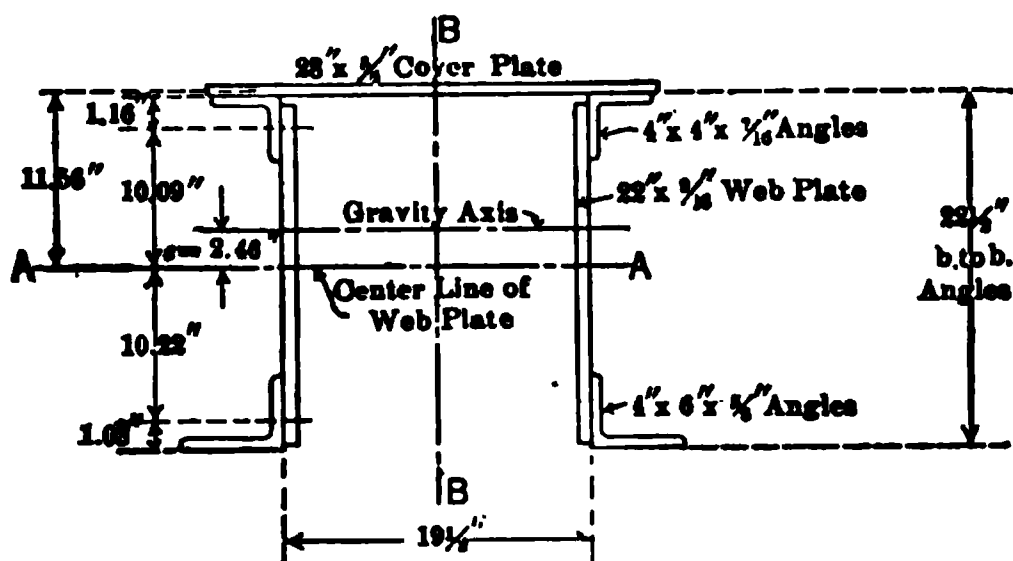 B
28" x 5/8" Cover Plate
1.16"
4" x 4" x 7/16" Angles
11.56"
10.09"
22" x 9/16" Web Plate
Gravity Axis
22 1/2"
b. to b.
Angles
e = 2.46"
A
A
Center Line of
Web Plate
10.22"
4" x 6" x 5/8" Angles
1.03"
B
19 1/2"